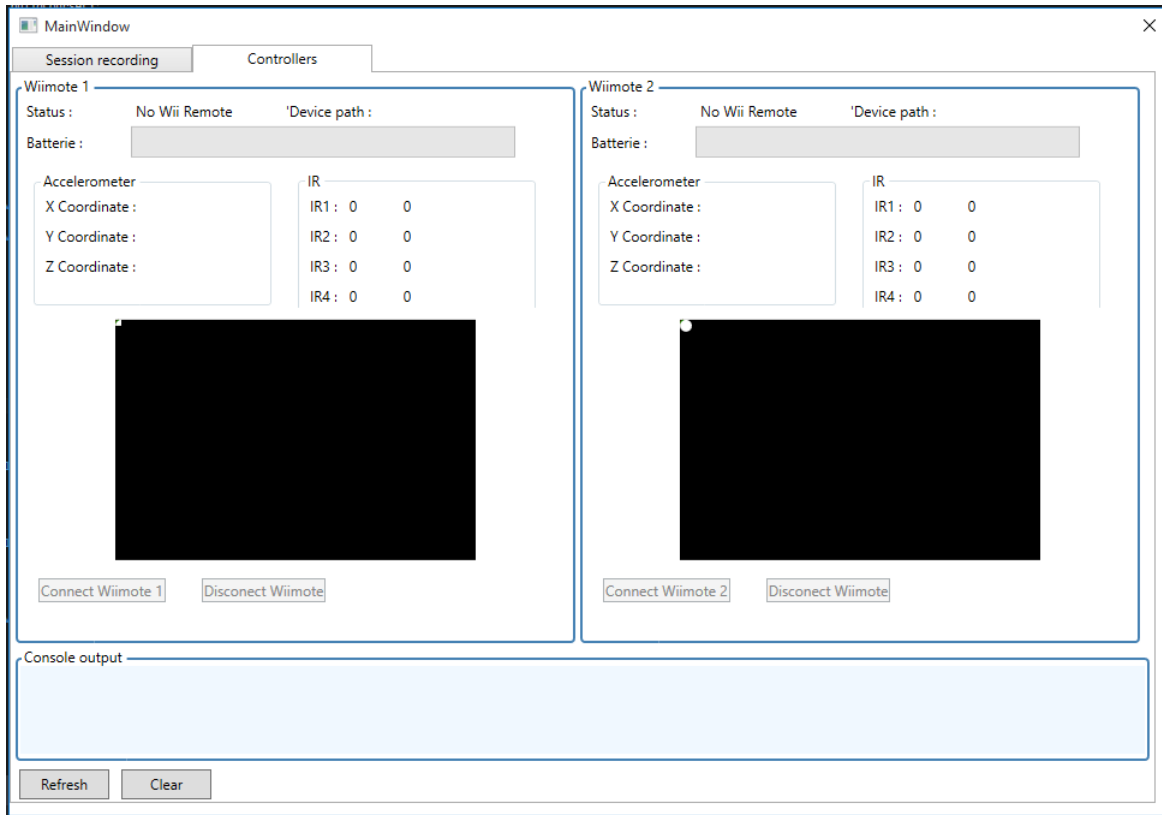 MainWindow
Session recording Controllers
Wiimote 1
Status : No Wii Remote 'Device path :
Batterie :
Accelerometer
X Coordinate :
Y Coordinate :
Z Coordinate :
IR
IR1 : 0 0
IR2 : 0 0
IR3 : 0 0
IR4 : 0 0
Connect Wiimote 1 Disconect Wiimote
Wiimote 2
Status : No Wii Remote 'Device path :
Batterie :
Accelerometer
X Coordinate :
Y Coordinate :
Z Coordinate :
IR
IR1 : 0 0
IR2 : 0 0
IR3 : 0 0
IR4 : 0 0
Connect Wiimote 2 Disconect Wiimote
Console output
Refresh Clear